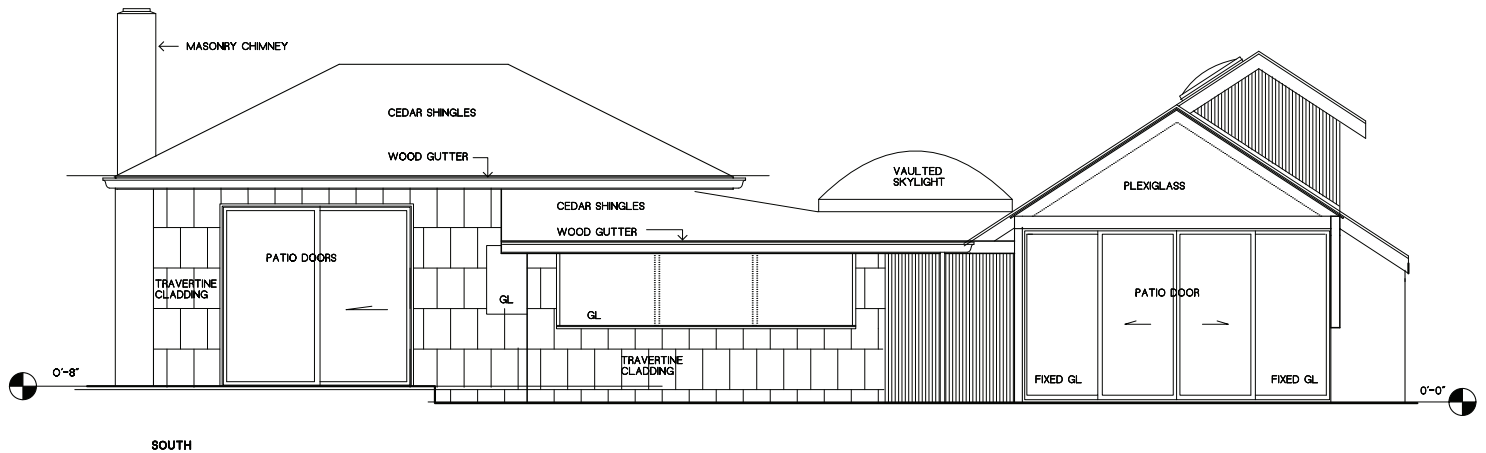 MASONRY CHIMNEY
CEDAR SHINGLES
WOOD GUTTER
VAULTED
SKYLIGHT
PLEXIGLASS
CEDAR SHINGLES
WOOD GUTTER
PATIO DOORS
TRAVERTINE
CLADDING
GL
GL
PATIO DOOR
TRAVERTINE
CLADDING
0'-8"
FIXED GL
FIXED GL
0'-0"
SOUTH